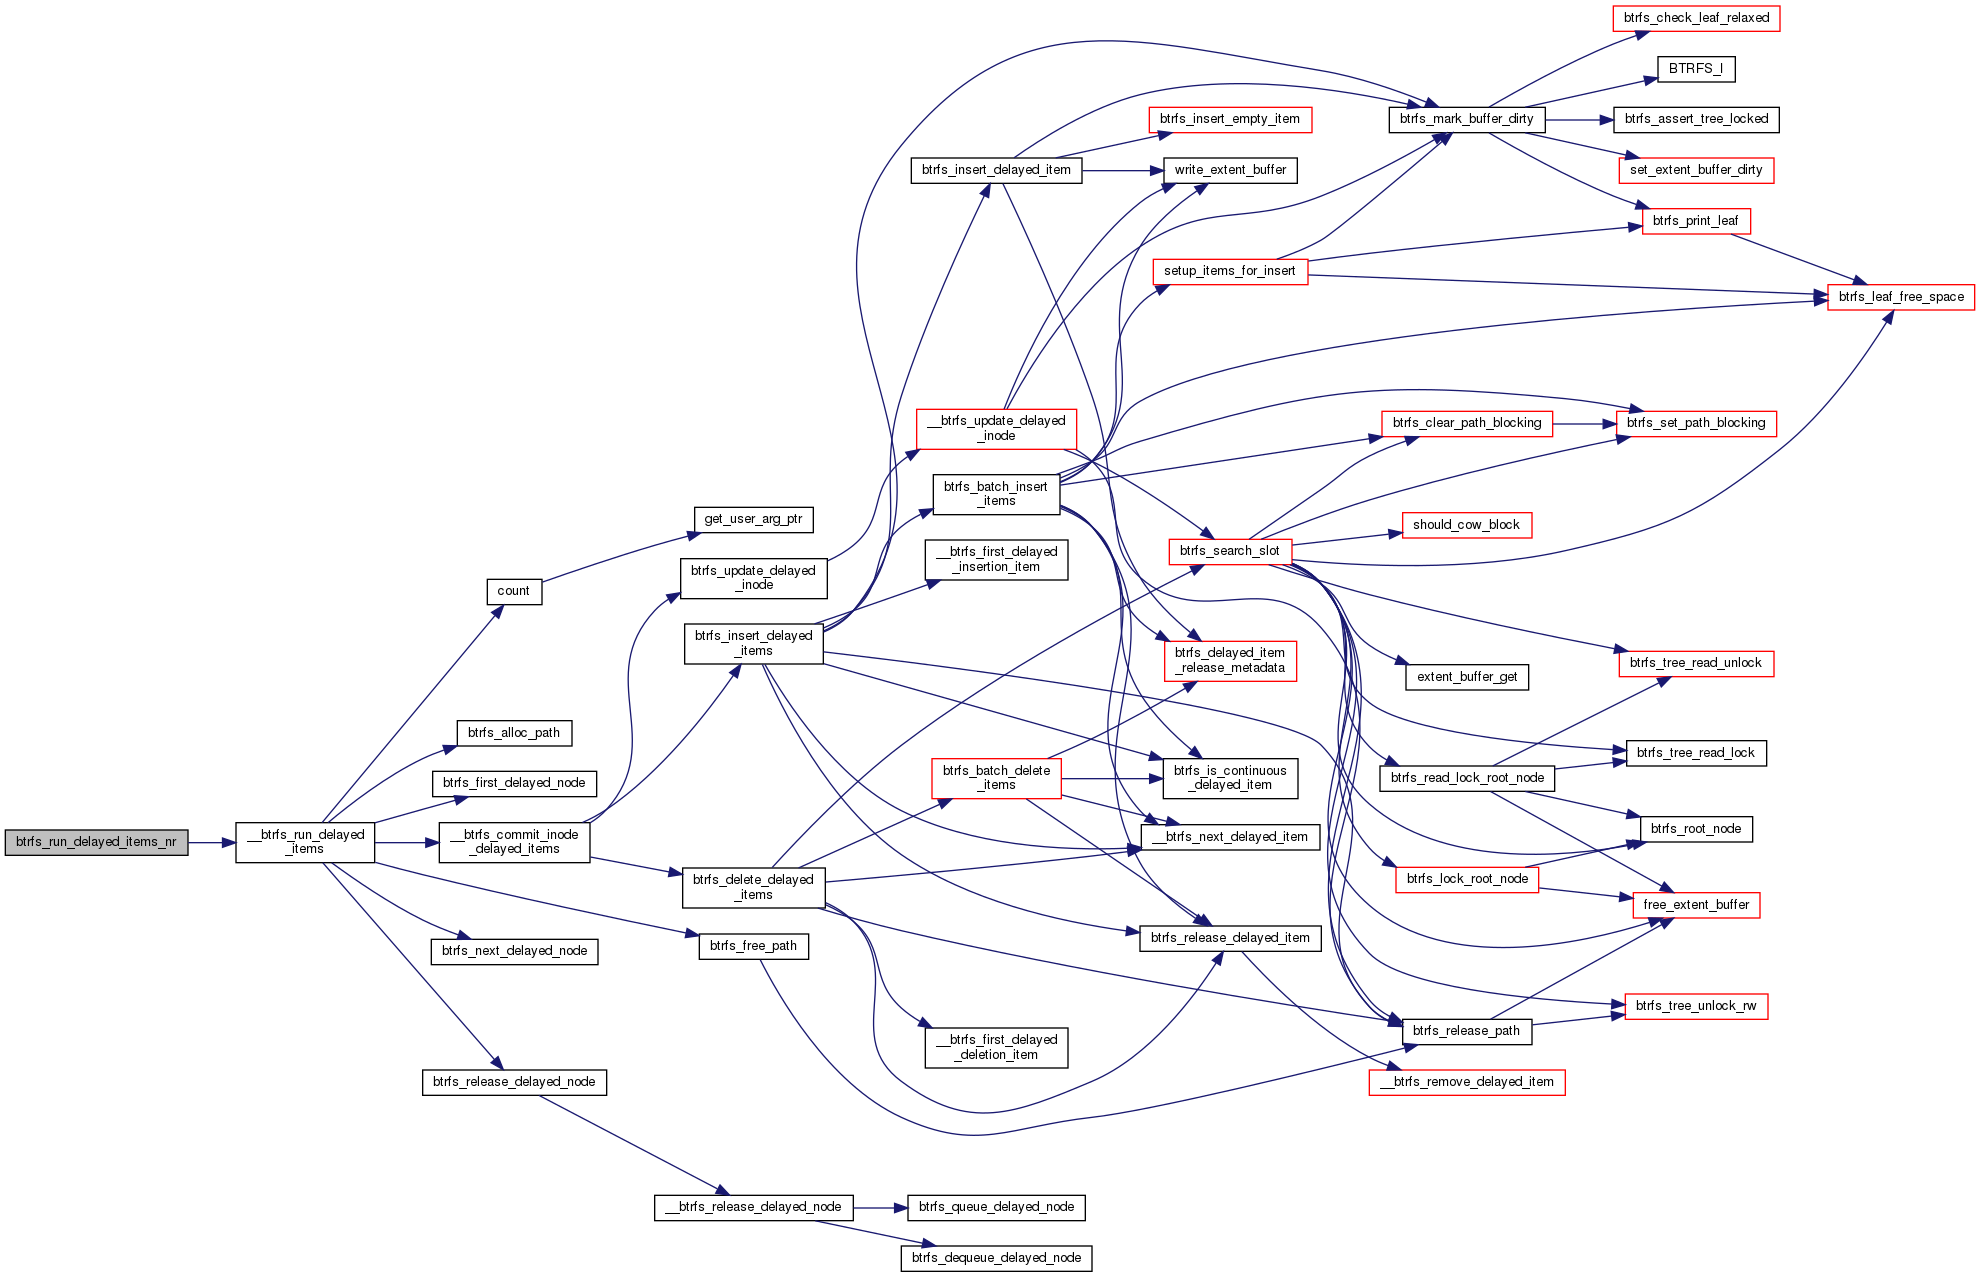 btrfs_run_delayed_items_nr
__btrfs_run_delayed
_items
count
btrfs_alloc_path
btrfs_first_delayed_node
__btrfs_commit_inode
_delayed_items
btrfs_next_delayed_node
btrfs_release_delayed_node
get_user_arg_ptr
btrfs_update_delayed
_inode
btrfs_insert_delayed
_items
btrfs_delete_delayed
_items
btrfs_free_path
__btrfs_release_delayed_node
btrfs_insert_delayed_item
__btrfs_update_delayed
_inode
btrfs_batch_insert
_items
__btrfs_first_delayed
_insertion_item
btrfs_batch_delete
_items
__btrfs_first_delayed
_deletion_item
btrfs_queue_delayed_node
btrfs_dequeue_delayed_node
btrfs_insert_empty_item
write_extent_buffer
setup_items_for_insert
btrfs_search_slot
btrfs_delayed_item
_release_metadata
btrfs_is_continuous
_delayed_item
__btrfs_next_delayed_item
btrfs_release_delayed_item
btrfs_mark_buffer_dirty
btrfs_clear_path_blocking
should_cow_block
extent_buffer_get
btrfs_read_lock_root_node
btrfs_lock_root_node
btrfs_release_path
__btrfs_remove_delayed_item
btrfs_check_leaf_relaxed
BTRFS_I
btrfs_assert_tree_locked
set_extent_buffer_dirty
btrfs_print_leaf
btrfs_set_path_blocking
btrfs_tree_read_unlock
btrfs_tree_read_lock
btrfs_root_node
free_extent_buffer
btrfs_tree_unlock_rw
btrfs_leaf_free_space